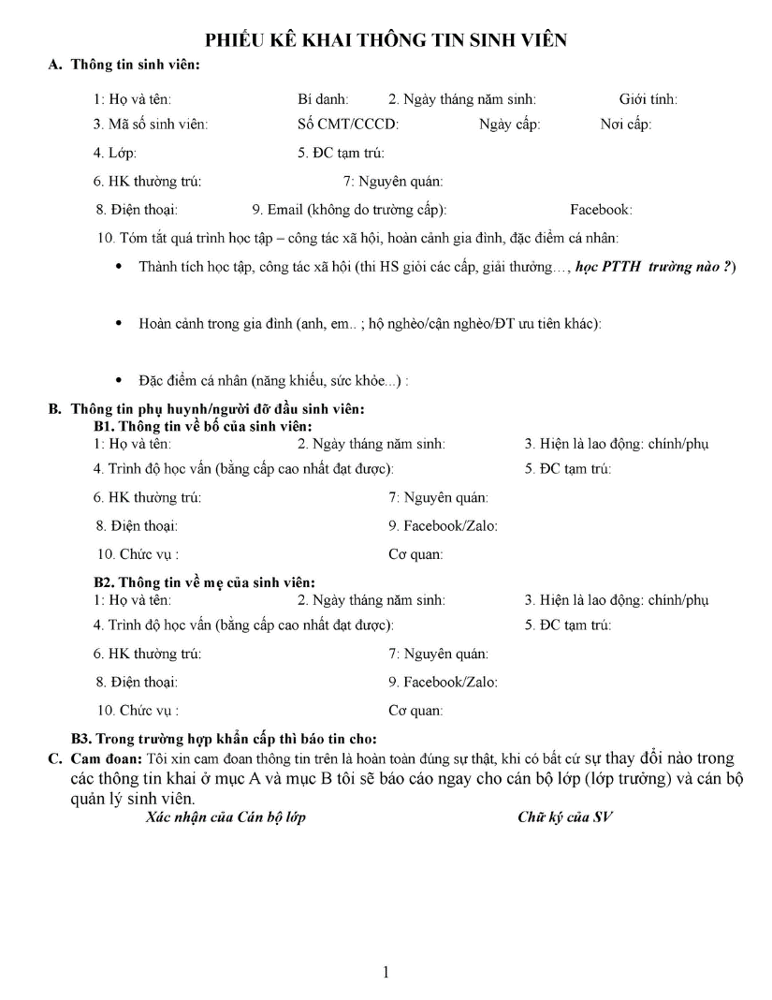 PHIẾU KÊ KHAI THÔNG TIN SINH VIÊN
A. Thông tin sinh viên:
1: Họ và tên: Bí danh: 2. Ngày tháng năm sinh: Giới tính:
3. Mã số sinh viên: Số CMT/CCCD: Ngày cấp: Nơi cấp:
4. Lớp: 5. ĐC tạm trú:
6. HK thường trú: 7: Nguyên quán:
8. Điện thoại: 9. Email (không do trường cấp): Facebook:
10. Tóm tắt quá trình học tập – công tác xã hội, hoàn cảnh gia đình, đặc điểm cá nhân:
• Thành tích học tập, công tác xã hội (thi HS giỏi các cấp, giải thưởng…, học PTTH trường nào ?)
• Hoàn cảnh trong gia đình (anh, em.. ; hộ nghèo/cận nghèo/ĐT ưu tiên khác):
• Đặc điểm cá nhân (năng khiếu, sức khỏe...) :
B. Thông tin phụ huynh/người đỡ đầu sinh viên:
B1. Thông tin về bố của sinh viên:
1: Họ và tên: 2. Ngày tháng năm sinh: 3. Hiện là lao động: chính/phụ
4. Trình độ học vấn (bằng cấp cao nhất đạt được): 5. ĐC tạm trú:
6. HK thường trú: 7: Nguyên quán:
8. Điện thoại: 9. Facebook/Zalo:
10. Chức vụ : Cơ quan:
B2. Thông tin về mẹ của sinh viên:
1: Họ và tên: 2. Ngày tháng năm sinh: 3. Hiện là lao động: chính/phụ
4. Trình độ học vấn (bằng cấp cao nhất đạt được): 5. ĐC tạm trú:
6. HK thường trú: 7: Nguyên quán:
8. Điện thoại: 9. Facebook/Zalo:
10. Chức vụ : Cơ quan:
B3. Trong trường hợp khẩn cấp thì báo tin cho:
C. Cam đoan: Tôi xin cam đoan thông tin trên là hoàn toàn đúng sự thật, khi có bất cứ sự thay đổi nào trong
các thông tin khai ở mục A và mục B tôi sẽ báo cáo ngay cho cán bộ lớp (lớp trưởng) và cán bộ
quản lý sinh viên.
Xác nhận của Cán bộ lớp Chữ ký của SV
1